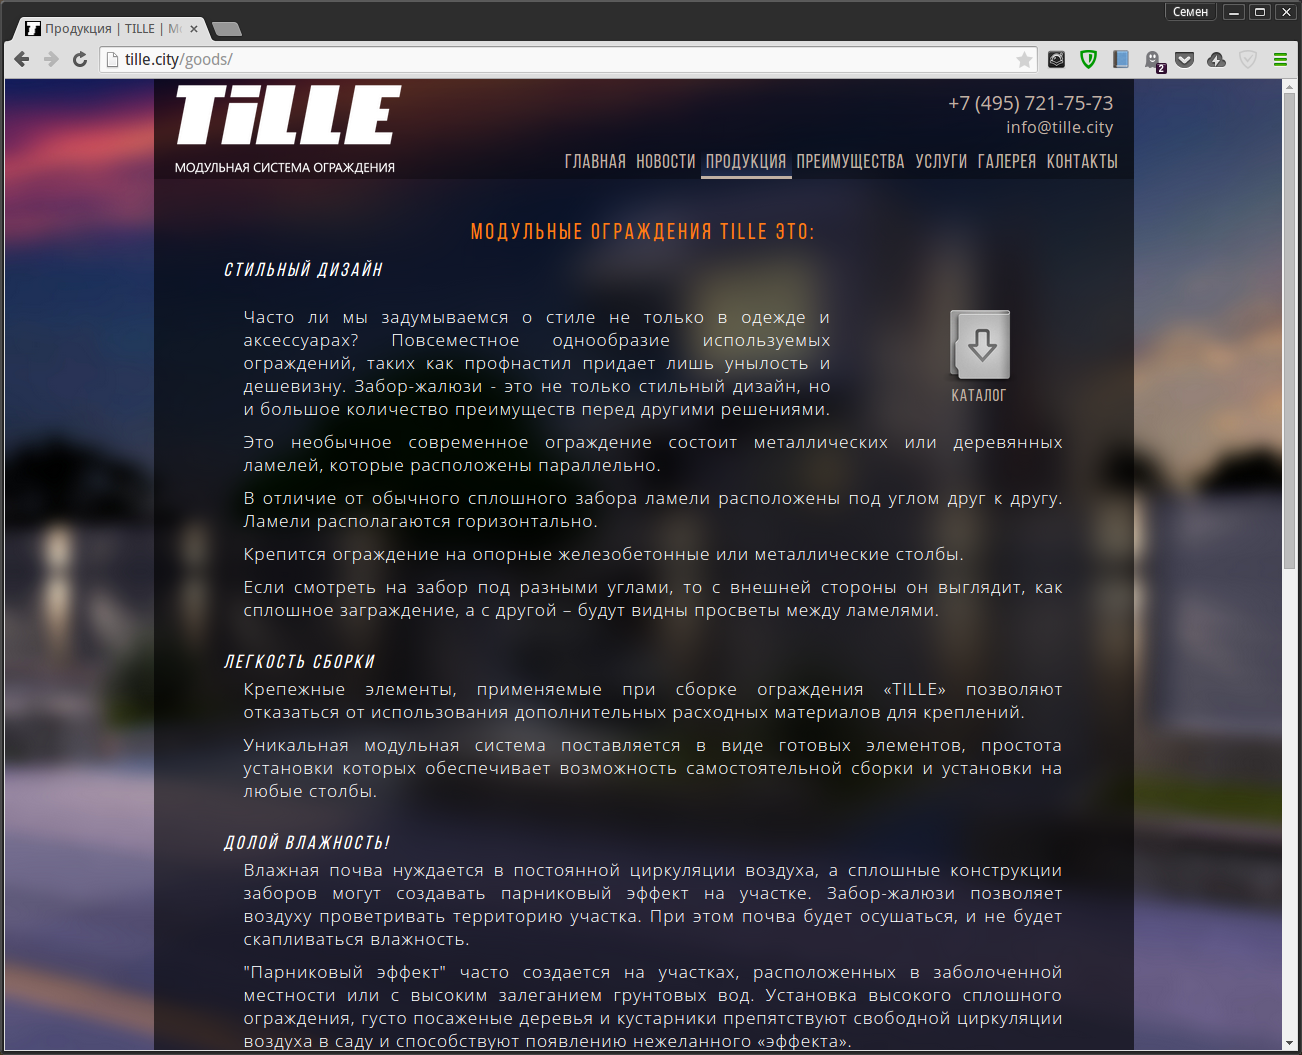 Семен
Продукция | TILLE | М
tille.city/goods/
2
TiLLE
МОДУЛЬНАЯ СИСТЕМА ОГРАЖДЕНИЯ
+7 (495) 721-75-73
info@tille.city
ГЛАВНАЯ НОВОСТИ ПРОДУКЦИЯ ПРЕИМУЩЕСТВА УСЛУГИ ГАЛЕРЕЯ КОНТАКТЫ
МОДУЛЬНЫЕ ОГРАЖДЕНИЯ TILLE ЭТО:
СТИЛЬНЫЙ ДИЗАЙН
Часто ли мы задумываемся о стиле не только в одежде и
аксессуарах? Повсеместное однообразие используемых
ограждений, таких как профнастил придает лишь унылость и
дешевизну. Забор-жалюзи - это не только стильный дизайн, но
и большое количество преимуществ перед другими решениями.
КАТАЛОГ
Это необычное современное ограждение состоит металлических или деревянных
ламелей, которые расположены параллельно.
В отличие от обычного сплошного забора ламели расположены под углом друг к другу.
Ламели располагаются горизонтально.
Крепится ограждение на опорные железобетонные или металлические столбы.
Если смотреть на забор под разными углами, то с внешней стороны он выглядит, как
сплошное заграждение, а с другой – будут видны просветы между ламелями.
ЛЕГКОСТЬ СБОРКИ
Крепежные элементы, применяемые при сборке ограждения «TILLE» позволяют
отказаться от использования дополнительных расходных материалов для креплений.
Уникальная модульная система поставляется в виде готовых элементов, простота
установки которых обеспечивает возможность самостоятельной сборки и установки на
любые столбы.
ДОЛОЙ ВЛАЖНОСТЬ!
Влажная почва нуждается в постоянной циркуляции воздуха, а сплошные конструкции
заборов могут создавать парниковый эффект на участке. Забор-жалюзи позволяет
воздуху проветривать территорию участка. При этом почва будет осушаться, и не будет
скапливаться влажность.
"Парниковый эффект" часто создается на участках, расположенных в заболоченной
местности или с высоким залеганием грунтовых вод. Установка высокого сплошного
ограждения, густо посаженые деревья и кустарники препятствуют свободной циркуляции
воздуха в саду и способствуют появлению нежеланного «эффекта».